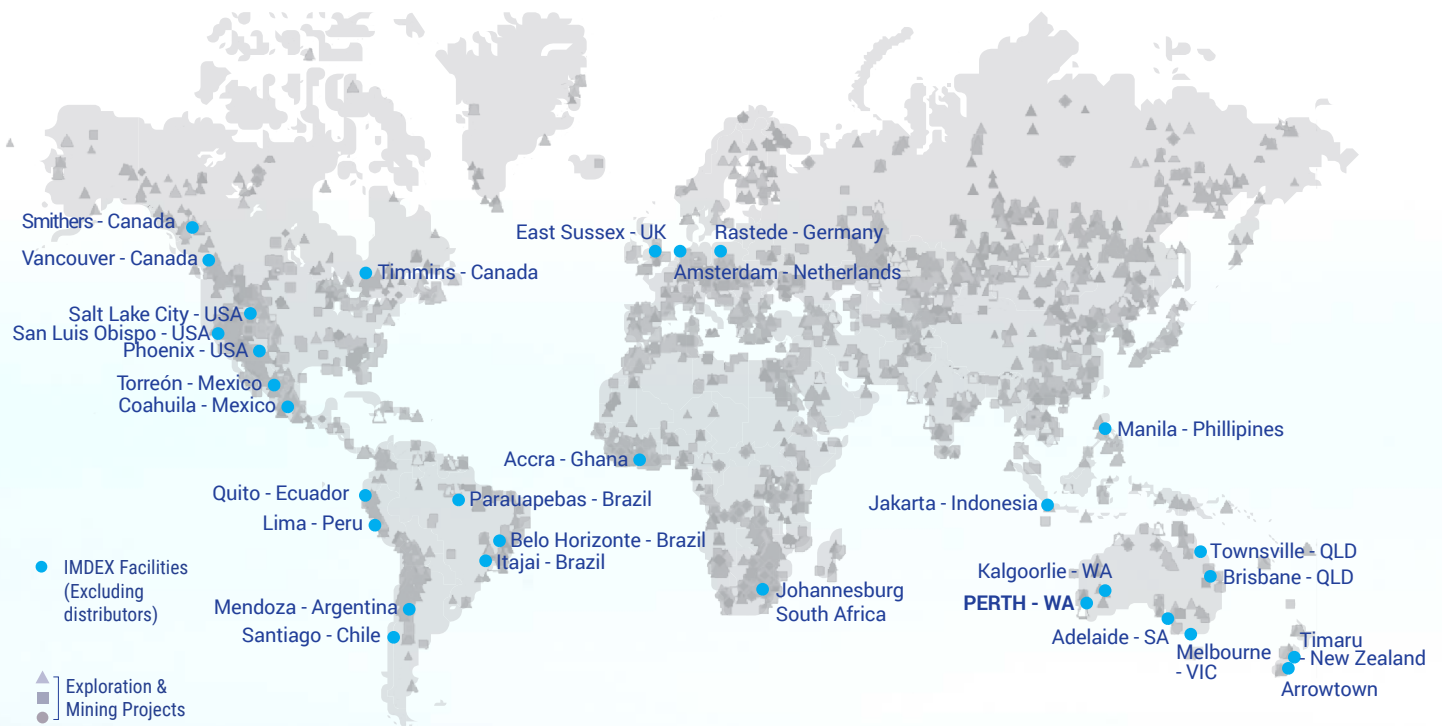 Smithers - Canada
Vancouver - Canada
Timmins - Canada
Salt Lake City - USA
San Luis Obispo - USA
Phoenix - USA
Torreón - Mexico
Coahuila - Mexico
East Sussex - UK
Rastede - Germany
Amsterdam - Netherlands
Accra - Ghana
Manila - Phillipines
Quito - Ecuador
Parauapebas - Brazil
Lima - Peru
Jakarta - Indonesia
Belo Horizonte - Brazil
Itajai - Brazil
Mendoza - Argentina
Santiago - Chile
Johannesburg
South Africa
Townsville - QLD
Kalgoorlie - WA
Brisbane - QLD
PERTH - WA
Adelaide - SA
Melbourne
- VIC
Timaru
- New Zealand
Arrowtown
IMDEX Facilities
(Excluding
distributors)
Exploration &
Mining Projects